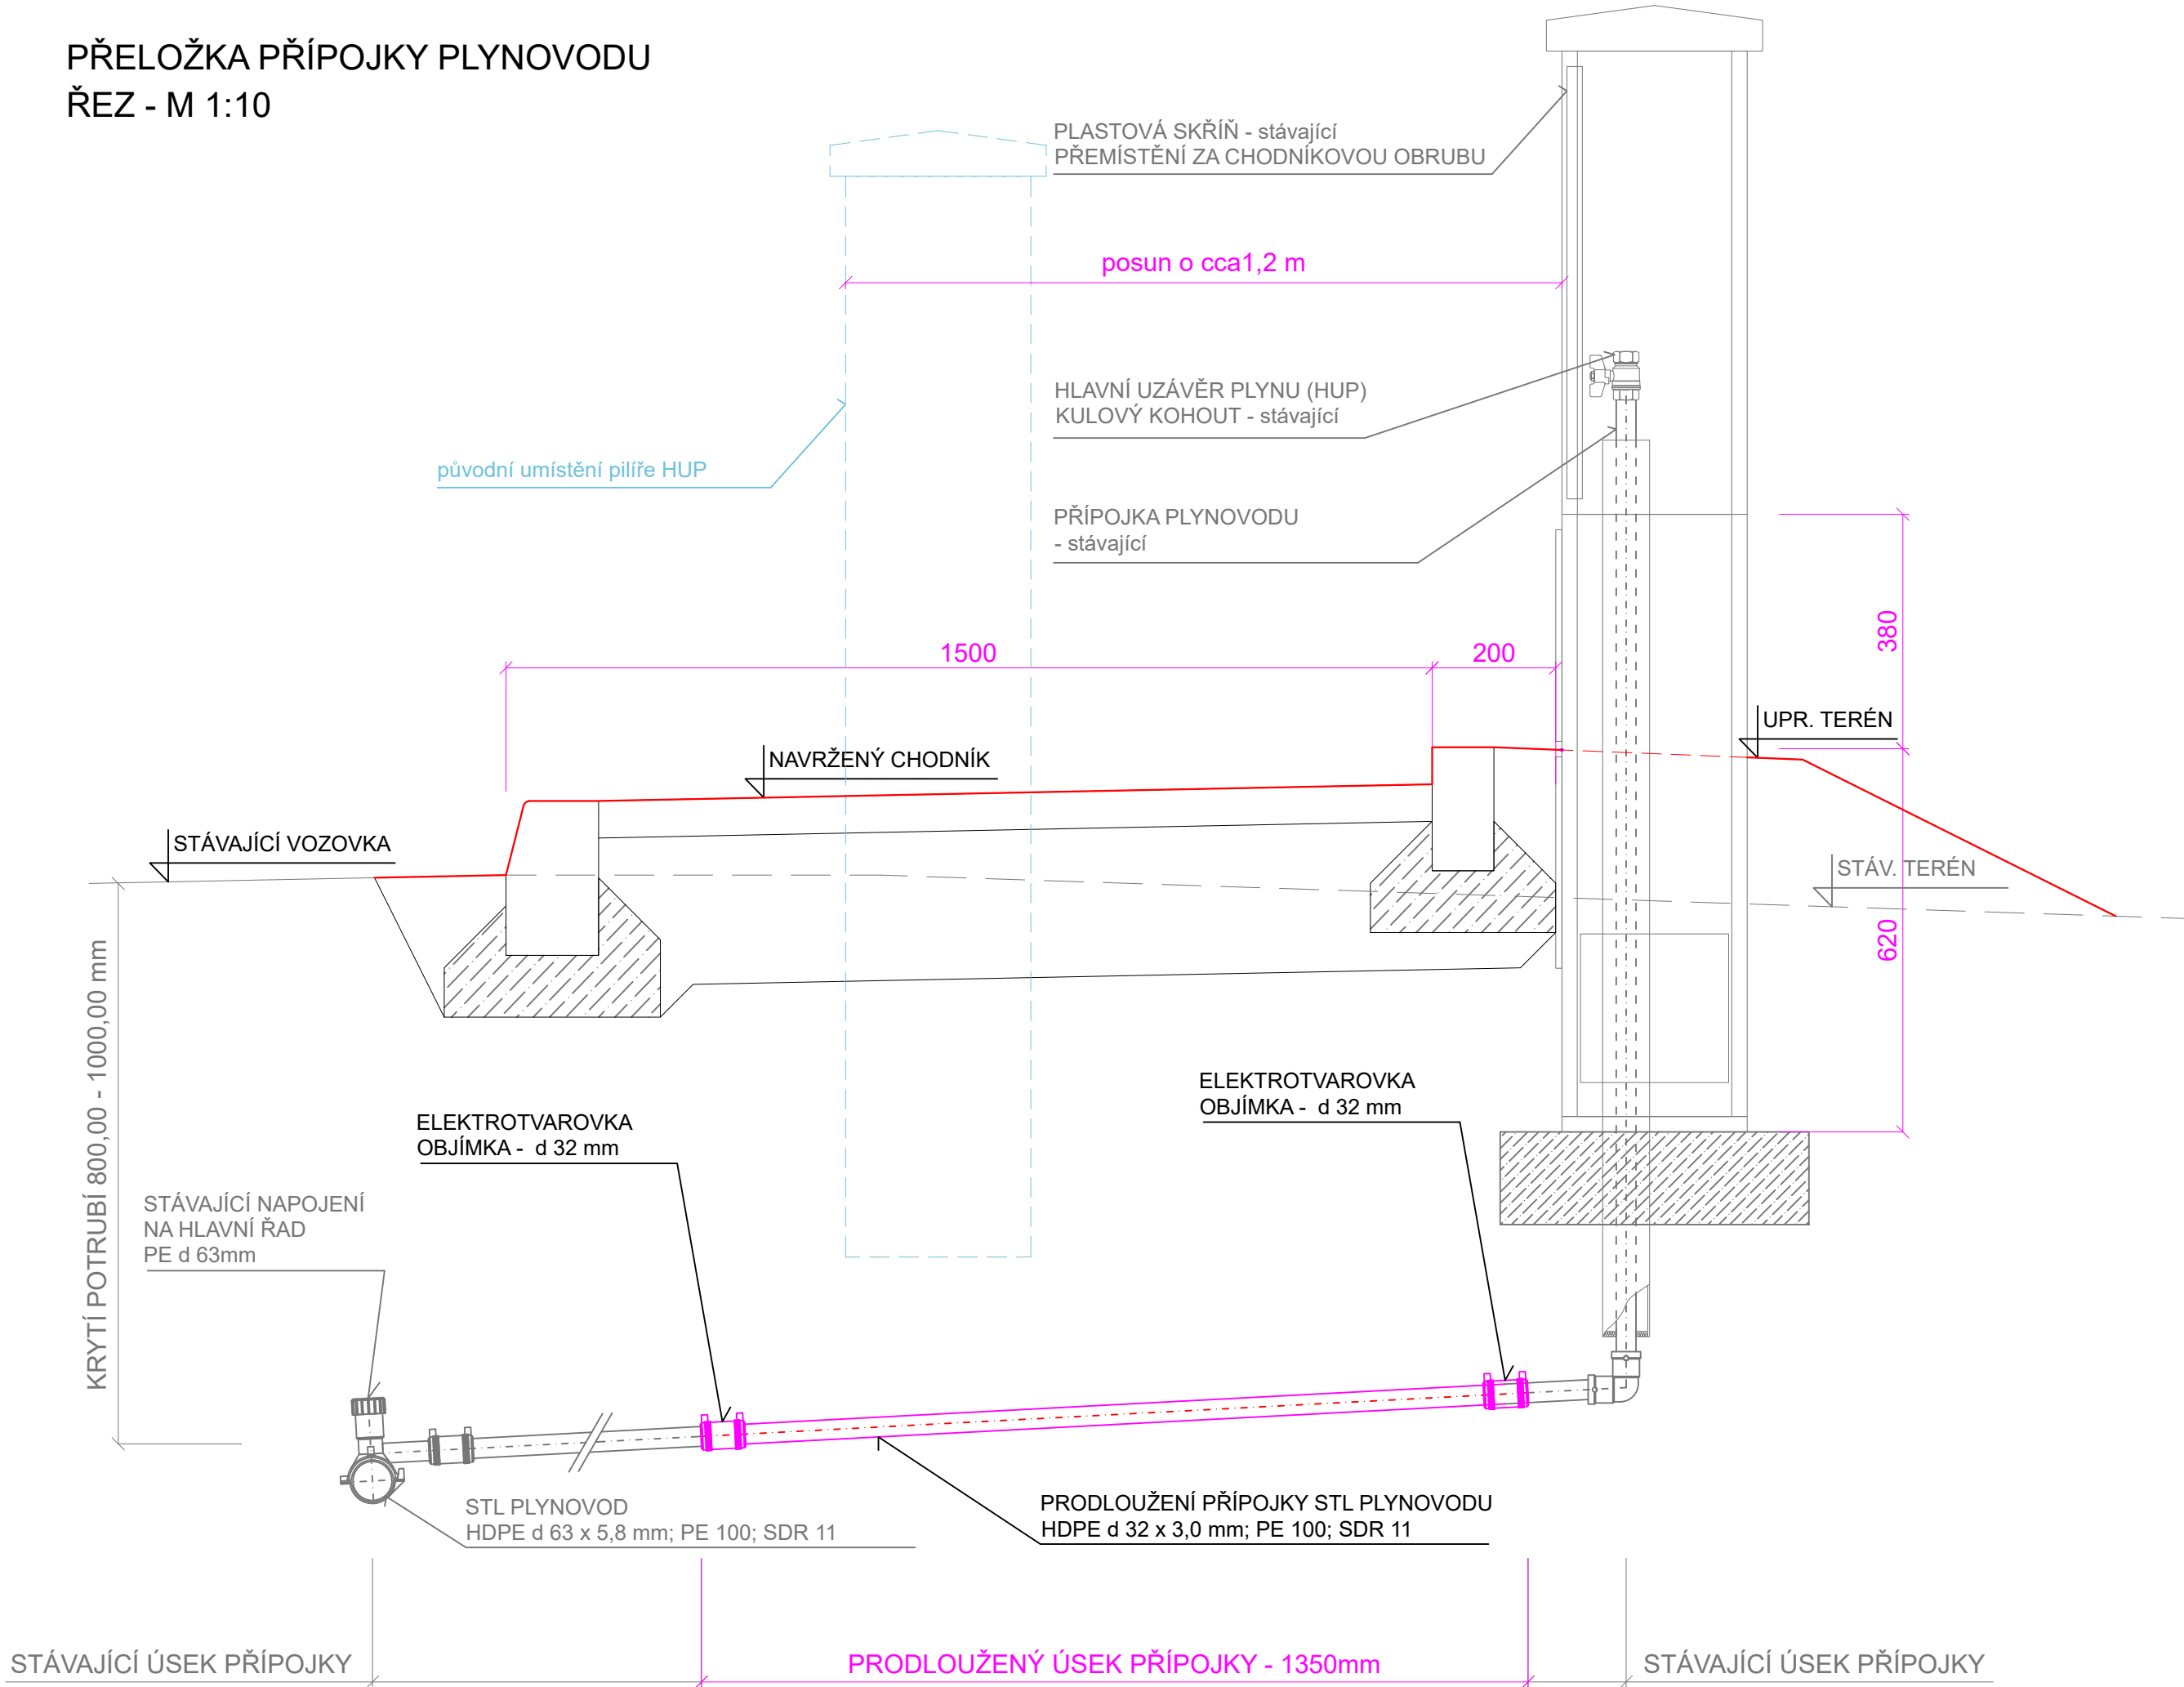 PŘELOŽKA PŘÍPOJKY PLYNOVODU
ŘEZ - M 1:10
PLASTOVÁ SKŘÍŇ - stávající
PŘEMÍSTĚNÍ ZA CHODNÍKOVOU OBRUBU
posun o cca1,2 m
HLAVNÍ UZÁVĚR PLYNU (HUP)
KULOVÝ KOHOUT - stávající
původní umístění pilíře HUP
PŘÍPOJKA PLYNOVODU
- stávající
1500
200
380
UPR. TERÉN
NAVRŽENÝ CHODNÍK
STÁVAJÍCÍ VOZOVKA
STÁV. TERÉN
620
KRYTÍ POTRUBÍ 800,00 - 1000,00 mm
ELEKTROTVAROVKA
OBJÍMKA - d 32 mm
ELEKTROTVAROVKA
OBJÍMKA - d 32 mm
STÁVAJÍCÍ NAPOJENÍ
NA HLAVNÍ ŘAD
PE d 63mm
STL PLYNOVOD
HDPE d 63 x 5,8 mm; PE 100; SDR 11
PRODLOUŽENÍ PŘÍPOJKY STL PLYNOVODU
HDPE d 32 x 3,0 mm; PE 100; SDR 11
STÁVAJÍCÍ ÚSEK PŘÍPOJKY
PRODLOUŽENÝ ÚSEK PŘÍPOJKY - 1350mm
STÁVAJÍCÍ ÚSEK PŘÍPOJKY